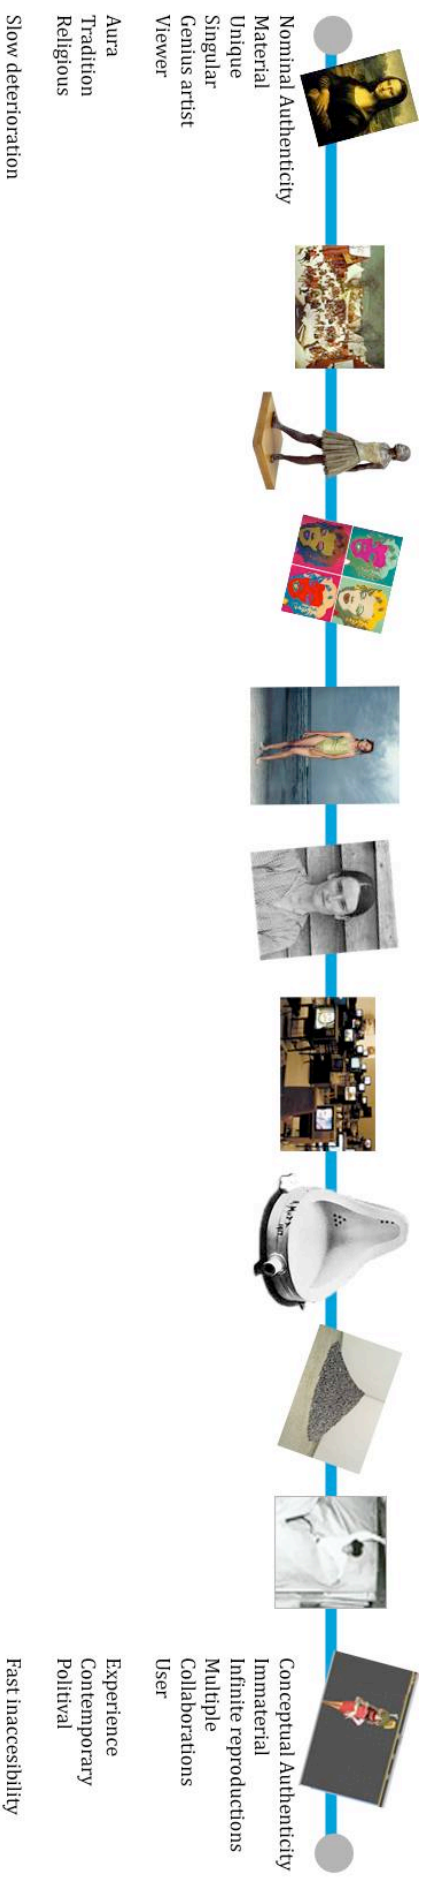 Nominal Authenticity
Material
Unique
Singular
Genius artist
Viewer
Aura
Tradition
Religious
Slow deterioration
Conceptual Authenticity
Immaterial
Infinite reproductions
Multiple
Collaborations
User
Experience
Contemporary
Politival
Fast inaccesibility